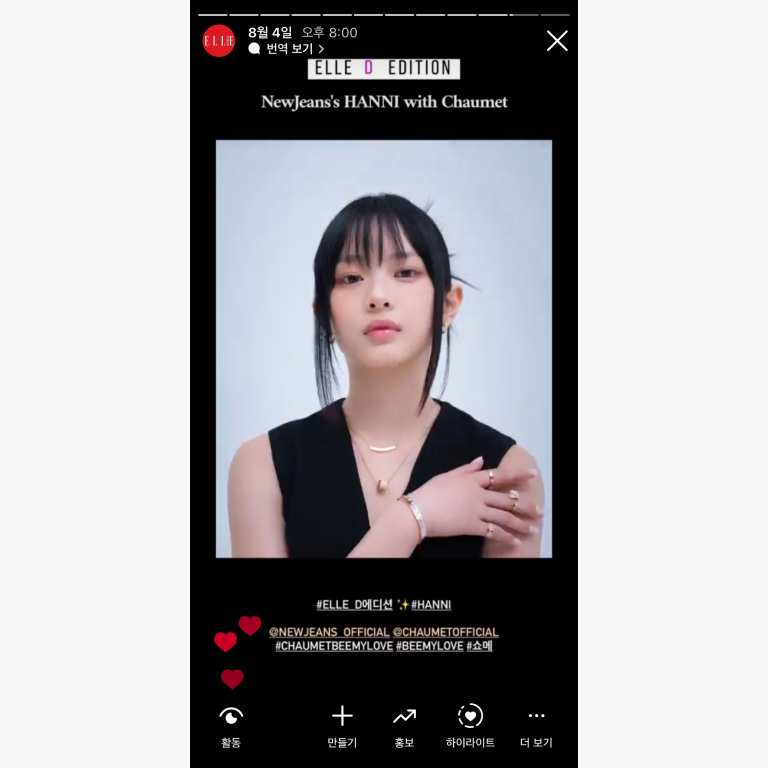 ELLE
8월 4일 오후 8:00
번역 보기 >
ELLE D EDITION
NewJeans's HANNI with Chaumet
#ELLE_D에디션 ✨ #HANNI
@NEWJEANS_OFFICIAL @CHAUMETOFFICIAL
#CHAUMETBEEMYLOVE #BEEMYLOVE #쇼메
활동 만들기 홍보 하이라이트 더 보기